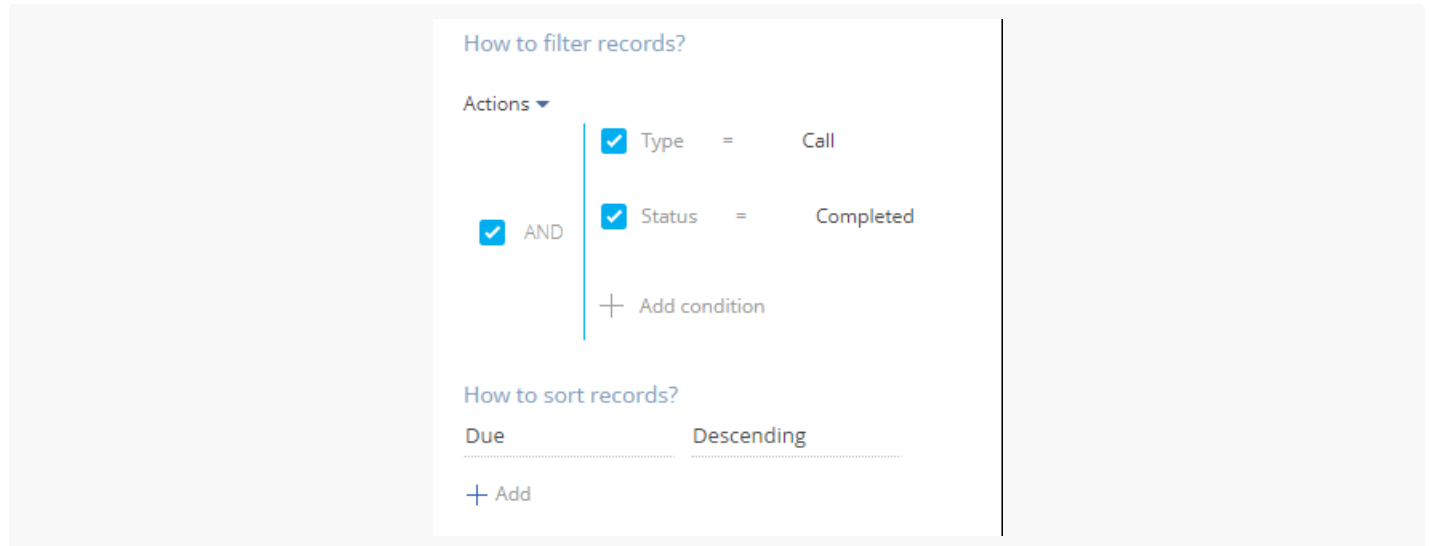 How to filter records?
Actions
Type = Call
Status = Completed
AND
Add condition
How to sort records?
Due Descending
+ Add